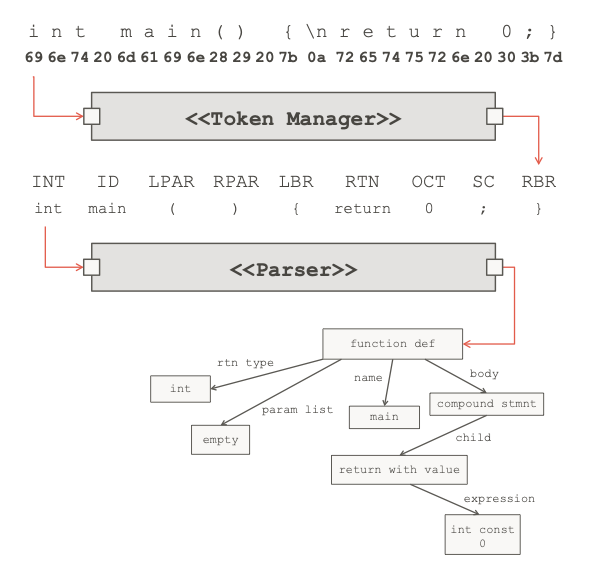 int main() {\nreturn 0;}
69 6e 74 20 6d 61 69 6e 28 29 20 7b 0a 72 65 74 75 72 6e 20 30 3b 7d
<<Token Manager>>
INT ID LPAR RPAR LBR RTN OCT SC RBR
int main ( ) { return 0 ; }
<<Parser>>
function def
rtn type
body
name
int
param list
compound stmnt
main
empty
child
return with value
expression
int const
0